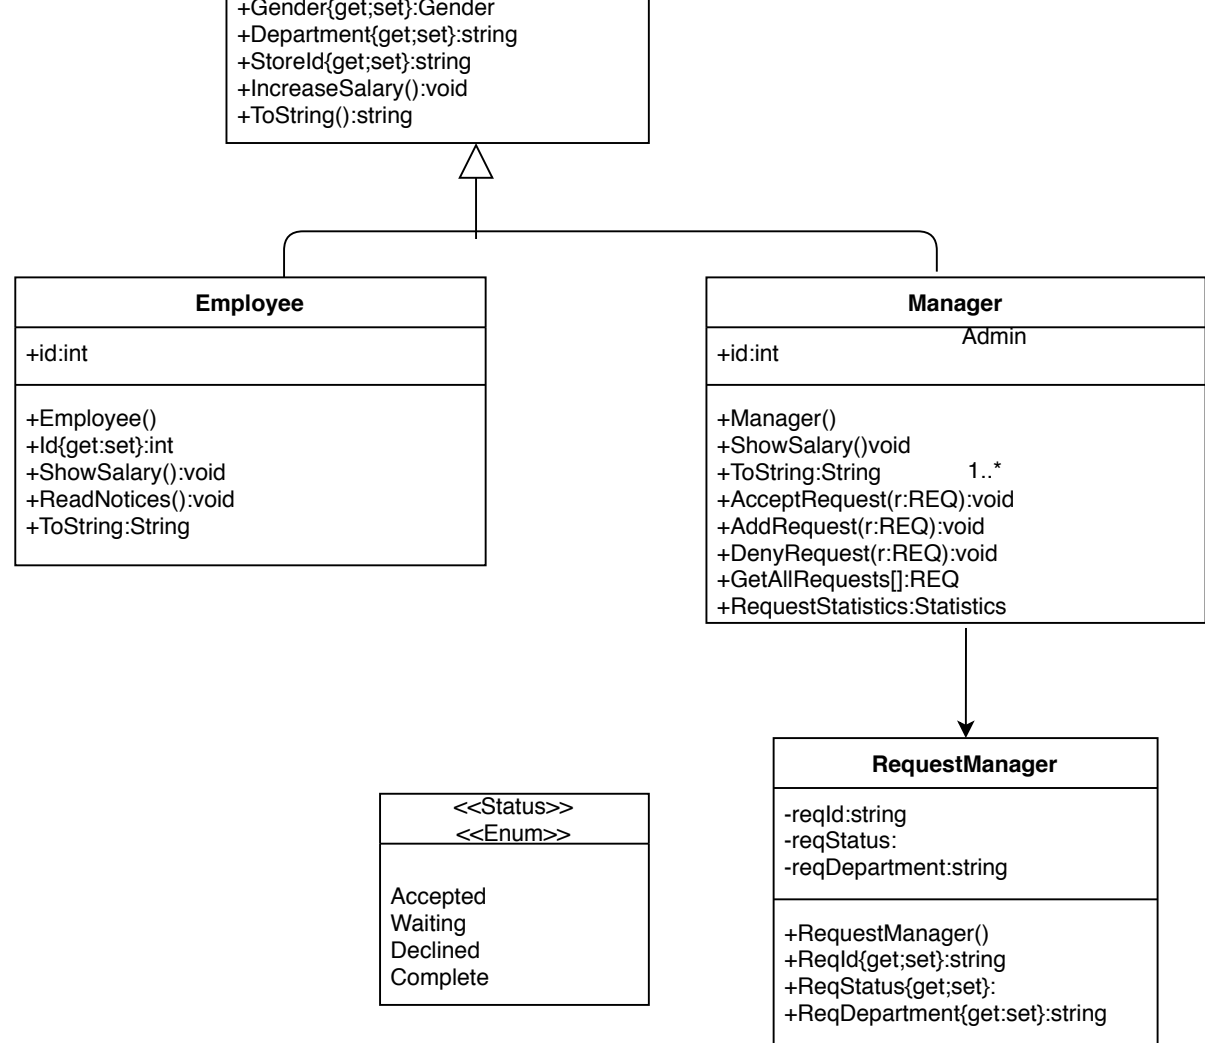 +Gender{get;set}:Gender
+Department{get;set}:string
+StoreId{get;set}:string
+IncreaseSalary():void
+ToString():string
Employee
+id:int
+Employee()
+Id{get:set}:int
+ShowSalary():void
+ReadNotices():void
+ToString:String
Manager
Admin
+id:int
+Manager()
+ShowSalary()void
+ToString:String
1..*
+AcceptRequest(r:REQ):void
+AddRequest(r:REQ):void
+DenyRequest(r:REQ):void
+GetAllRequests[]:REQ
+RequestStatistics:Statistics
<<Status>>
<<Enum>>
Accepted
Waiting
Declined
Complete
RequestManager
-reqId:string
-reqStatus:
-reqDepartment:string
+RequestManager()
+ReqId{get;set}:string
+ReqStatus{get;set}:
+ReqDepartment{get:set}:string